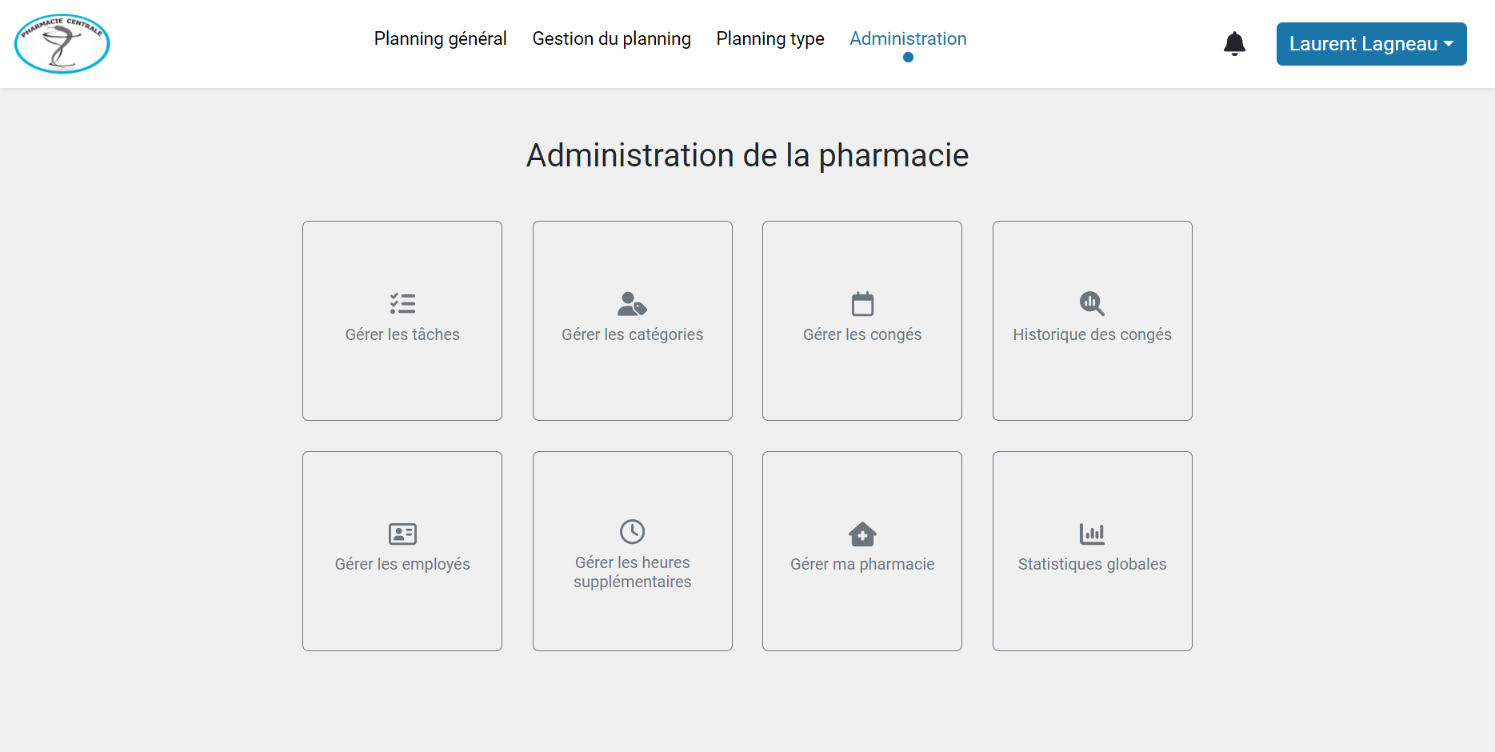 PHARMACIE CENTRALE
Planning général
Gestion du planning
Planning type
Administration
Laurent Lagneau
Administration de la pharmacie
Gérer les tâches
Gérer les catégories
Gérer les congés
Historique des congés
Gérer les employés
Gérer les heures
supplémentaires
Gérer ma pharmacie
Statistiques globales